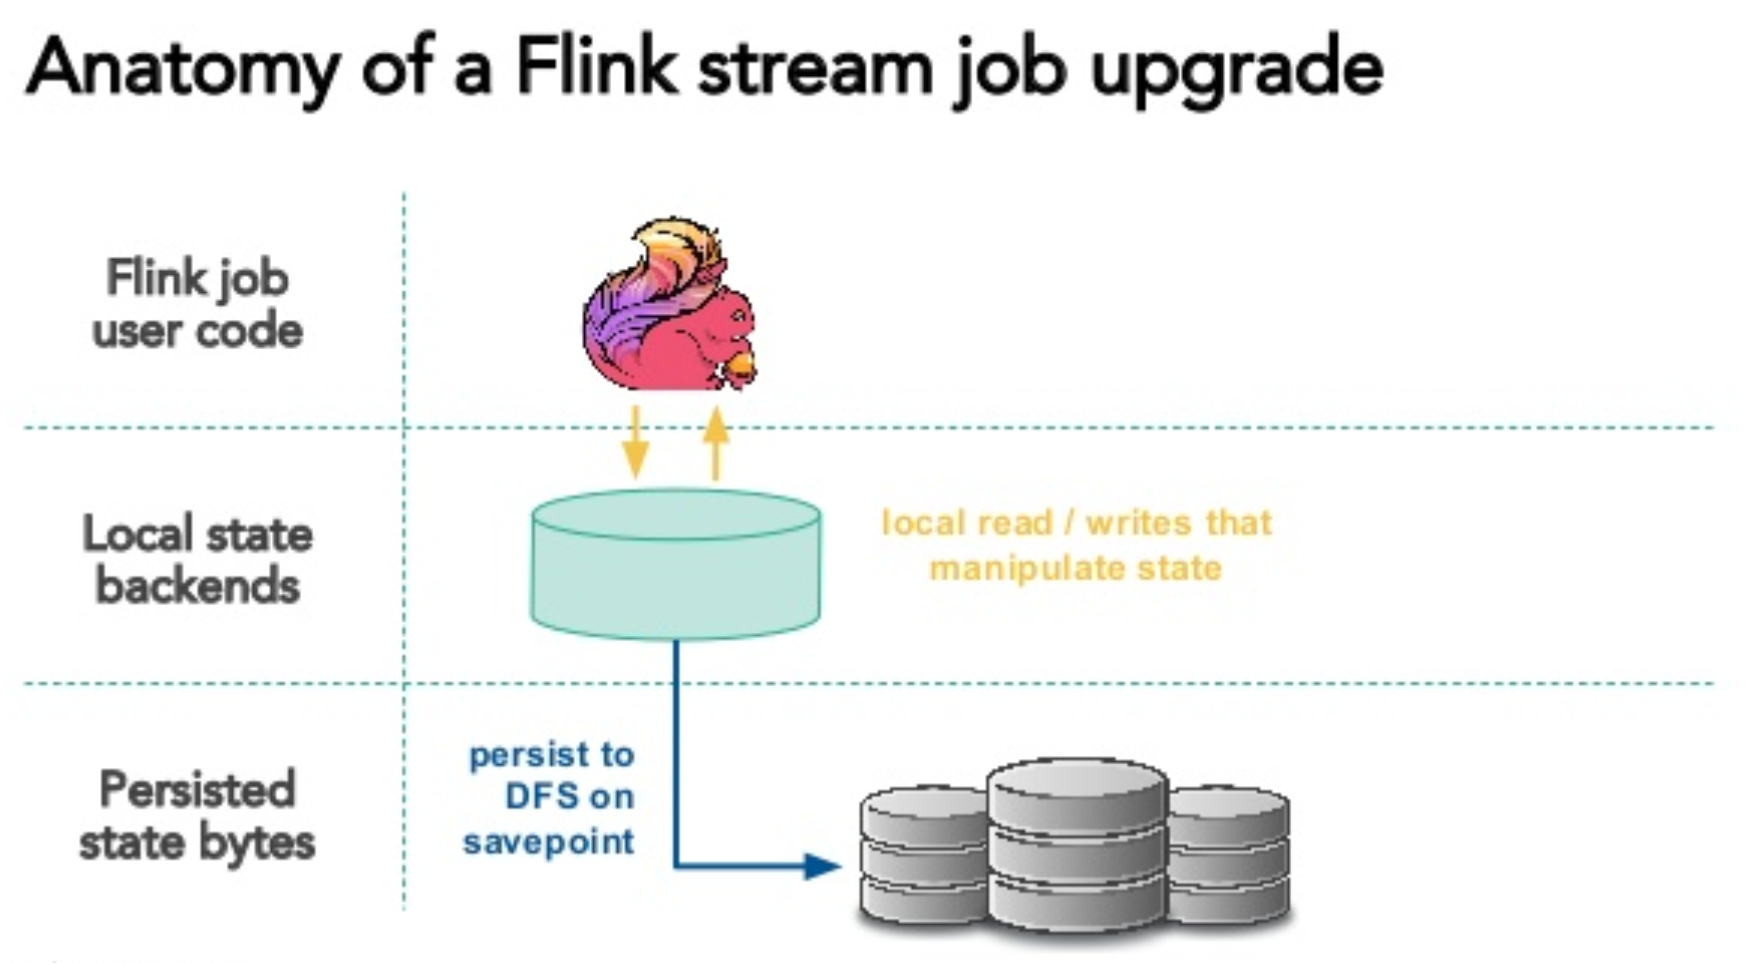 Anatomy of a Flink stream job upgrade
Flink job
user code
Local state
backends
local read / writes that
manipulate state
Persisted
state bytes
persist to
DFS on
savepoint